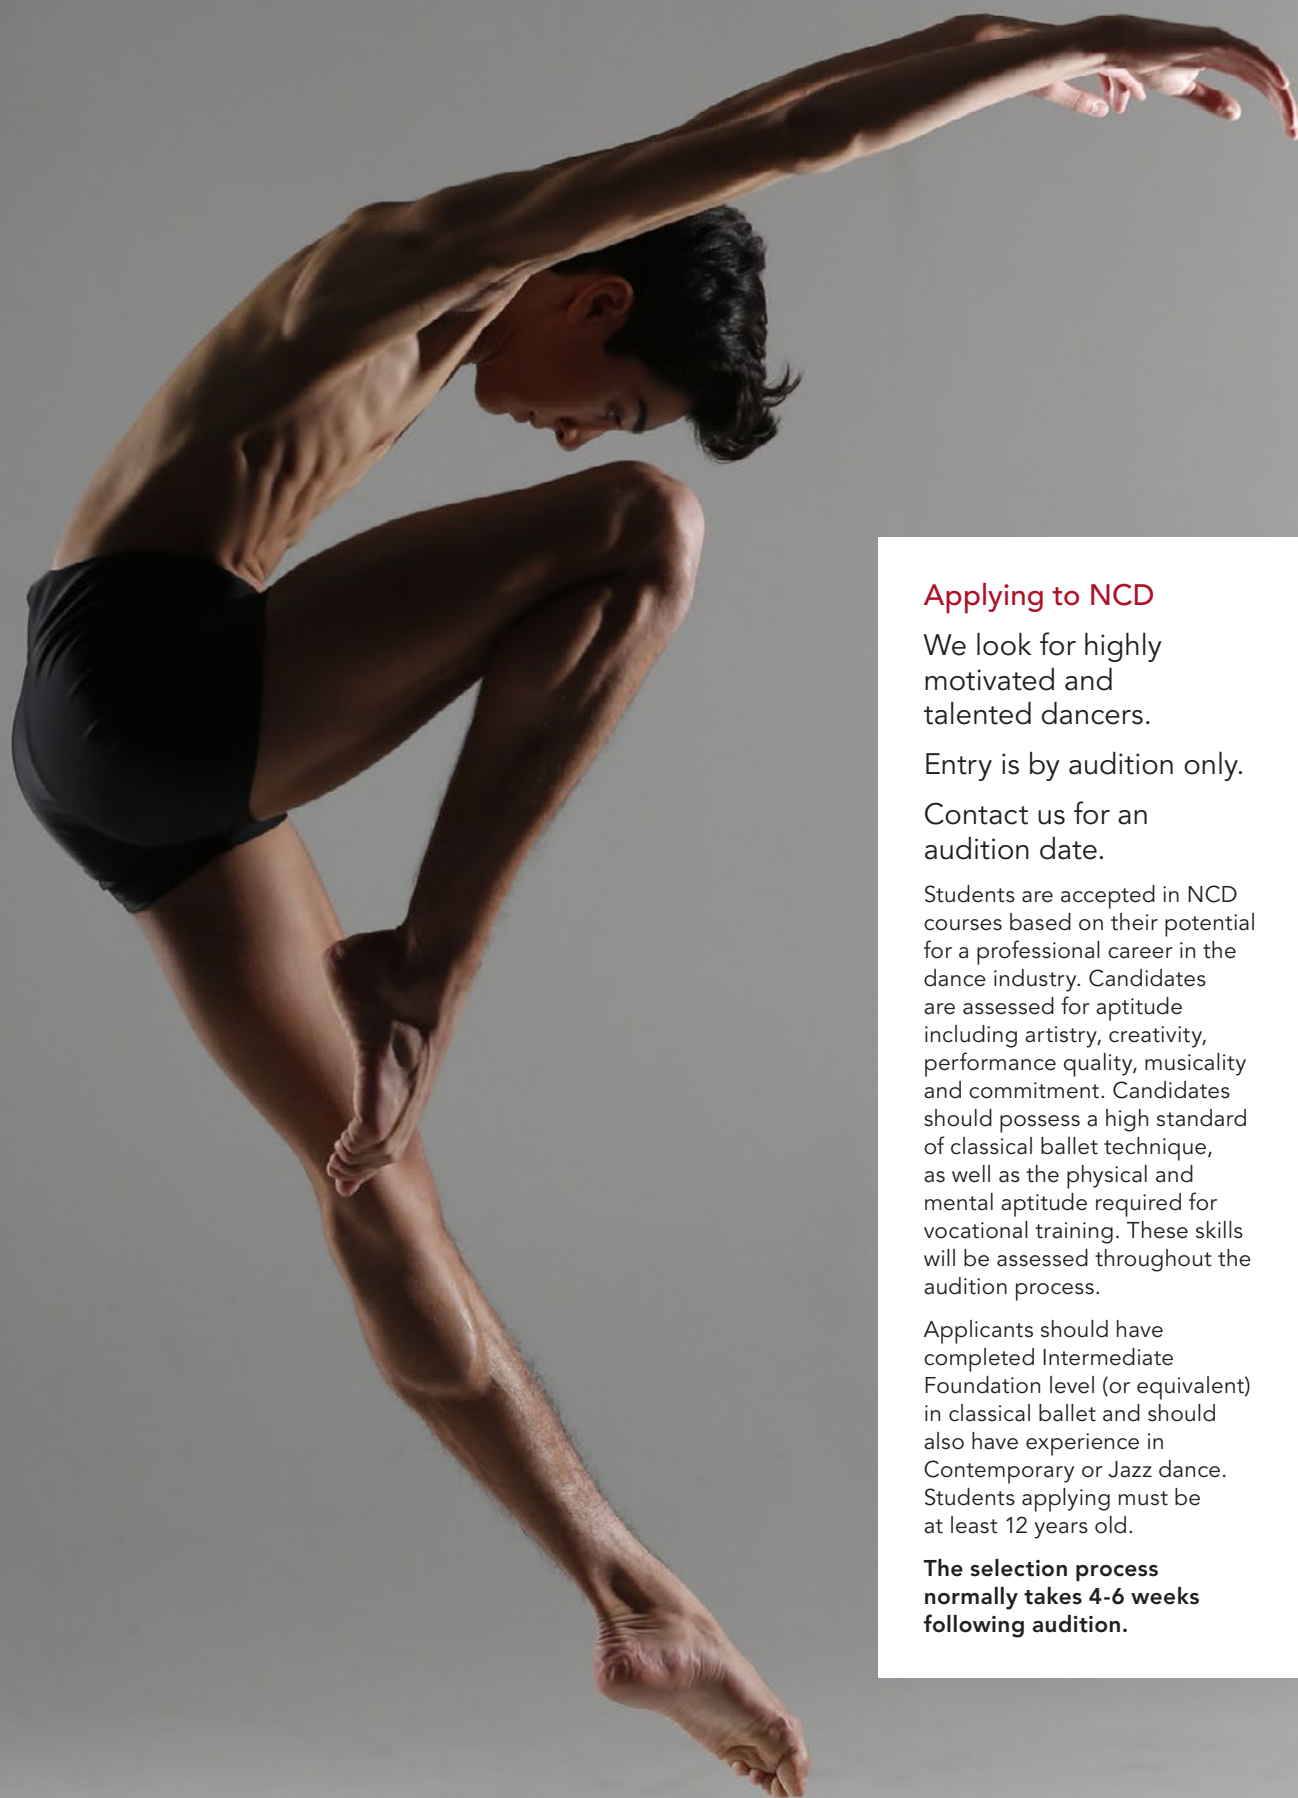 Applying to NCD
We look for highly
motivated and
talented dancers.
Entry is by audition only.
Contact us for an
audition date.
Students are accepted in NCD
courses based on their potential
for a professional career in the
dance industry. Candidates
are assessed for aptitude
including artistry, creativity,
performance quality, musicality
and commitment. Candidates
should possess a high standard
of classical ballet technique,
as well as the physical and
mental aptitude required for
vocational training. These skills
will be assessed throughout the
audition process.
Applicants should have
completed Intermediate
Foundation level (or equivalent)
in classical ballet and should
also have experience in
Contemporary or Jazz dance.
Students applying must be
at least 12 years old.
The selection process
normally takes 4-6 weeks
following audition.